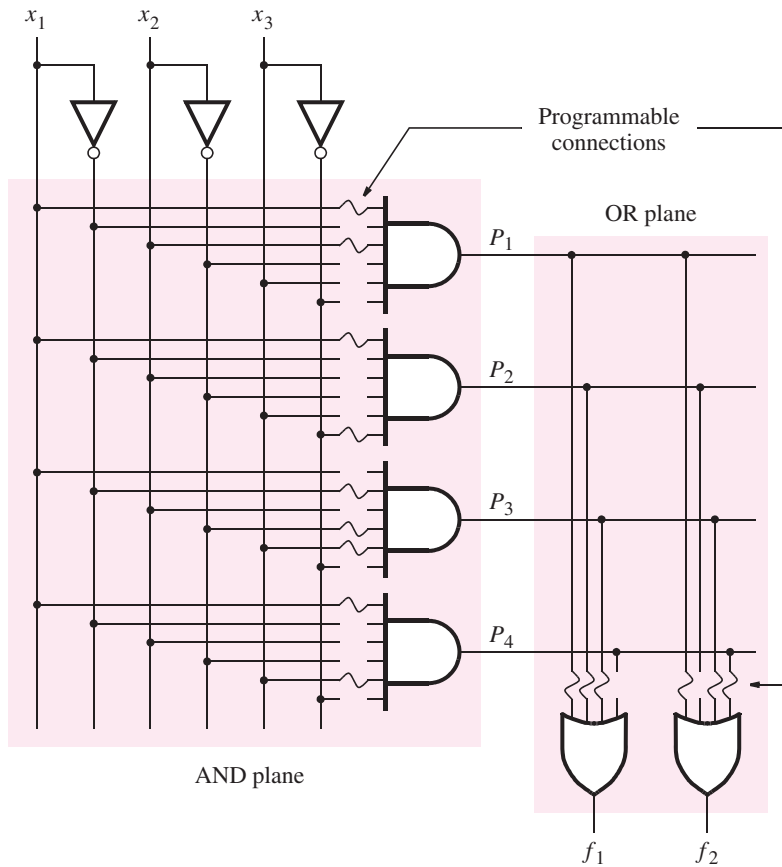 x1 x2 x3
Programmable
connections
OR plane
P1
P2
P3
P4
AND plane
f1 f2